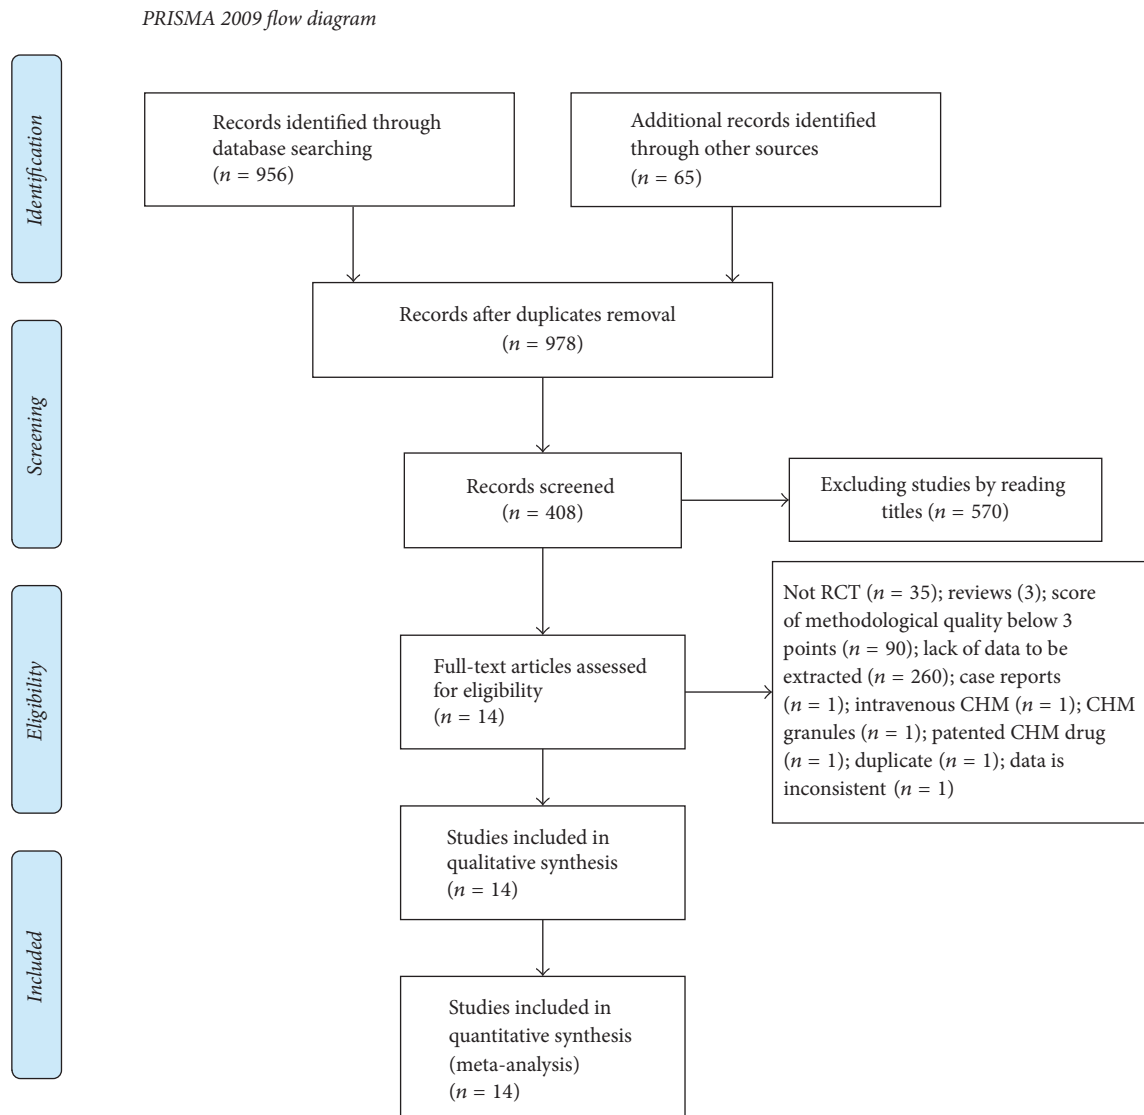 PRISMA 2009 flow diagram
Identification
Records identified through
database searching
(n = 956)
Additional records identified
through other sources
(n = 65)
Records after duplicates removal
(n = 978)
Screening
Records screened
(n = 408)
Excluding studies by reading
titles (n = 570)
Eligibility
Full-text articles assessed
for eligibility
(n = 14)
Not RCT (n = 35); reviews (3); score
of methodological quality below 3
points (n = 90); lack of data to be
extracted (n = 260); case reports
(n = 1); intravenous CHM (n = 1); CHM
granules (n = 1); patented CHM drug
(n = 1); duplicate (n = 1); data is
inconsistent (n = 1)
Included
Studies included in
qualitative synthesis
(n = 14)
Studies included in
quantitative synthesis
(meta-analysis)
(n = 14)